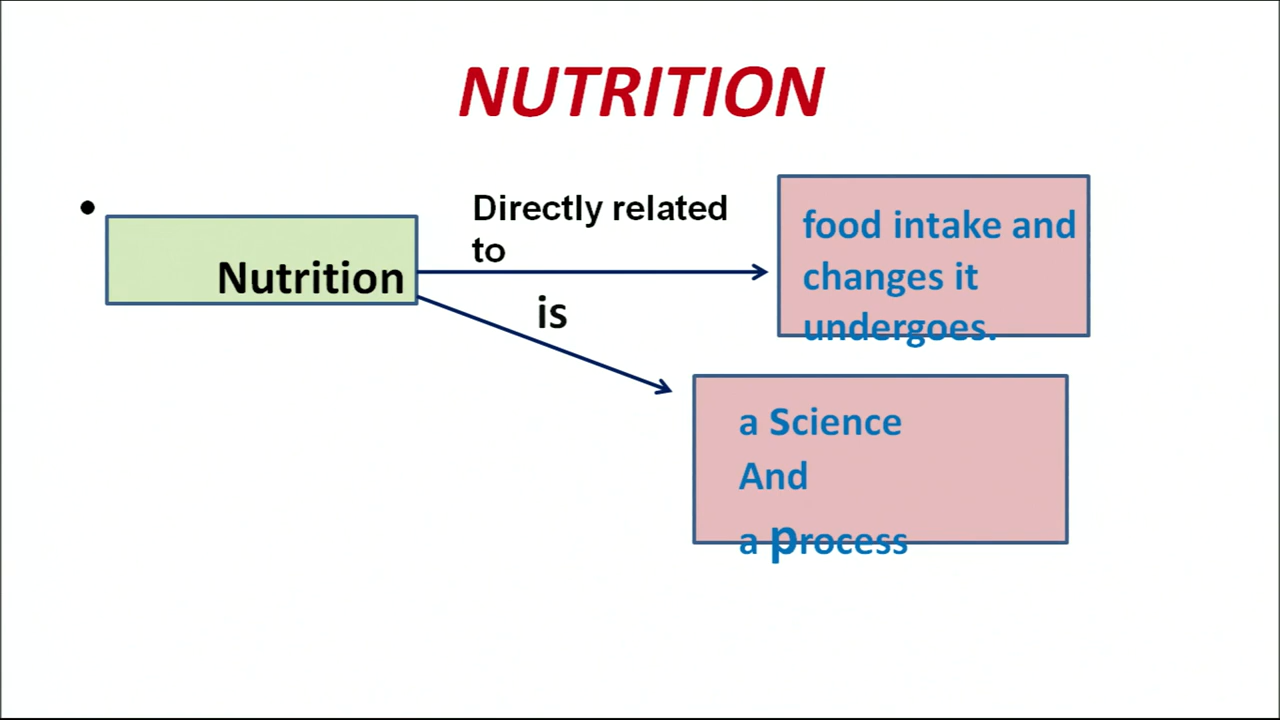 NUTRITION
•
Nutrition
Directly related
to
is
food intake and
changes it
undergoes.
a Science
And
a process